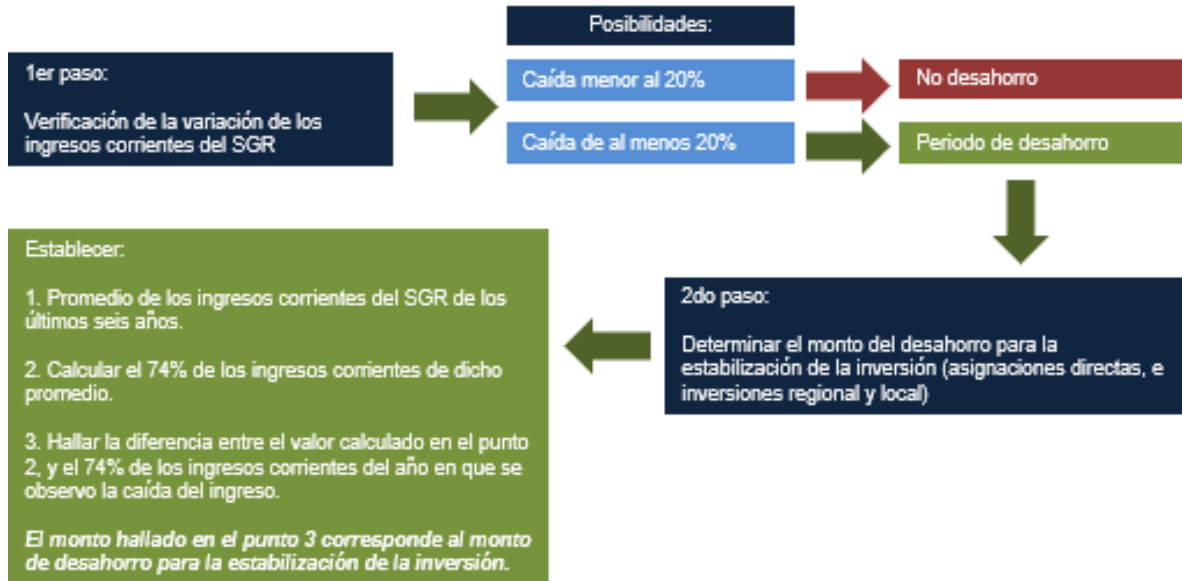 1er paso:
Verificación de la variación de los
ingresos corrientes del SGR
Posibilidades:
Caída menor al 20%
No desahorro
Caída de al menos 20%
Periodo de desahorro
2do paso:
Determinar el monto del desahorro para la
estabilización de la inversión (asignaciones directas, e
inversiones regional y local)
Establecer:
1. Promedio de los ingresos corrientes del SGR de los
últimos seis años.
2. Calcular el 74% de los ingresos corrientes de dicho
promedio.
3. Hallar la diferencia entre el valor calculado en el punto
2, y el 74% de los ingresos corrientes del año en que se
observo la caída del ingreso.
El monto hallado en el punto 3 corresponde al monto
de desahorro para la estabilización de la inversión.